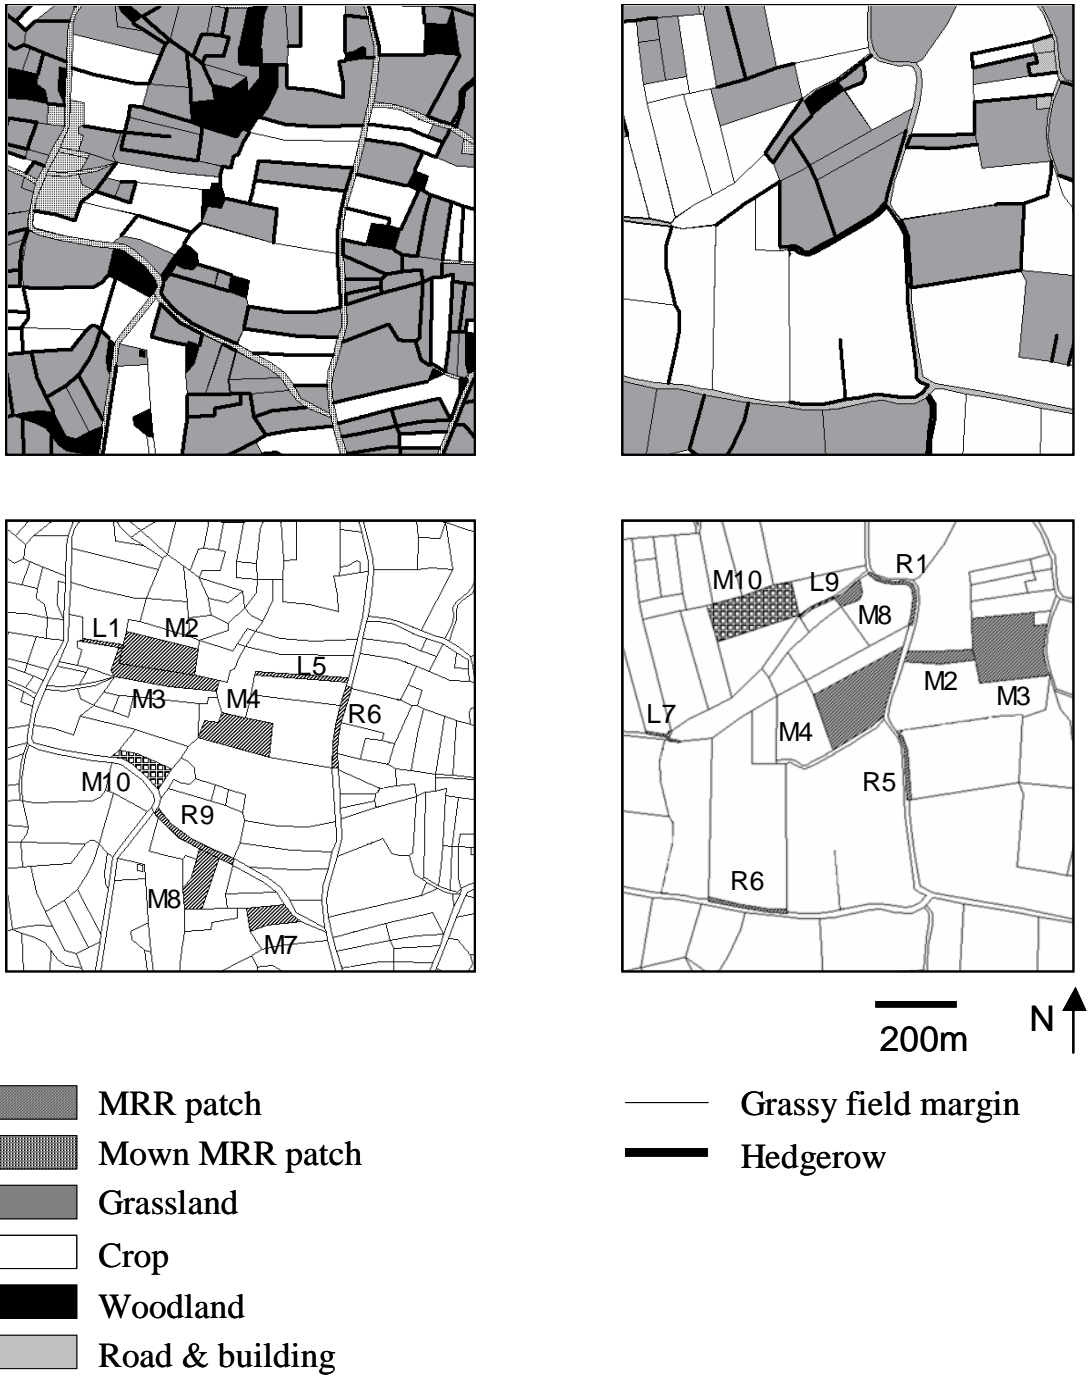 L1
M2
L5
M3
M4
R6
M10
R9
M8
M7
R1
M10
L9
M8
M2
M3
L7
M4
R5
R6
200m
N
MRR patch
Mown MRR patch
Grassland
Crop
Woodland
Road & building
Grassy field margin
Hedgerow